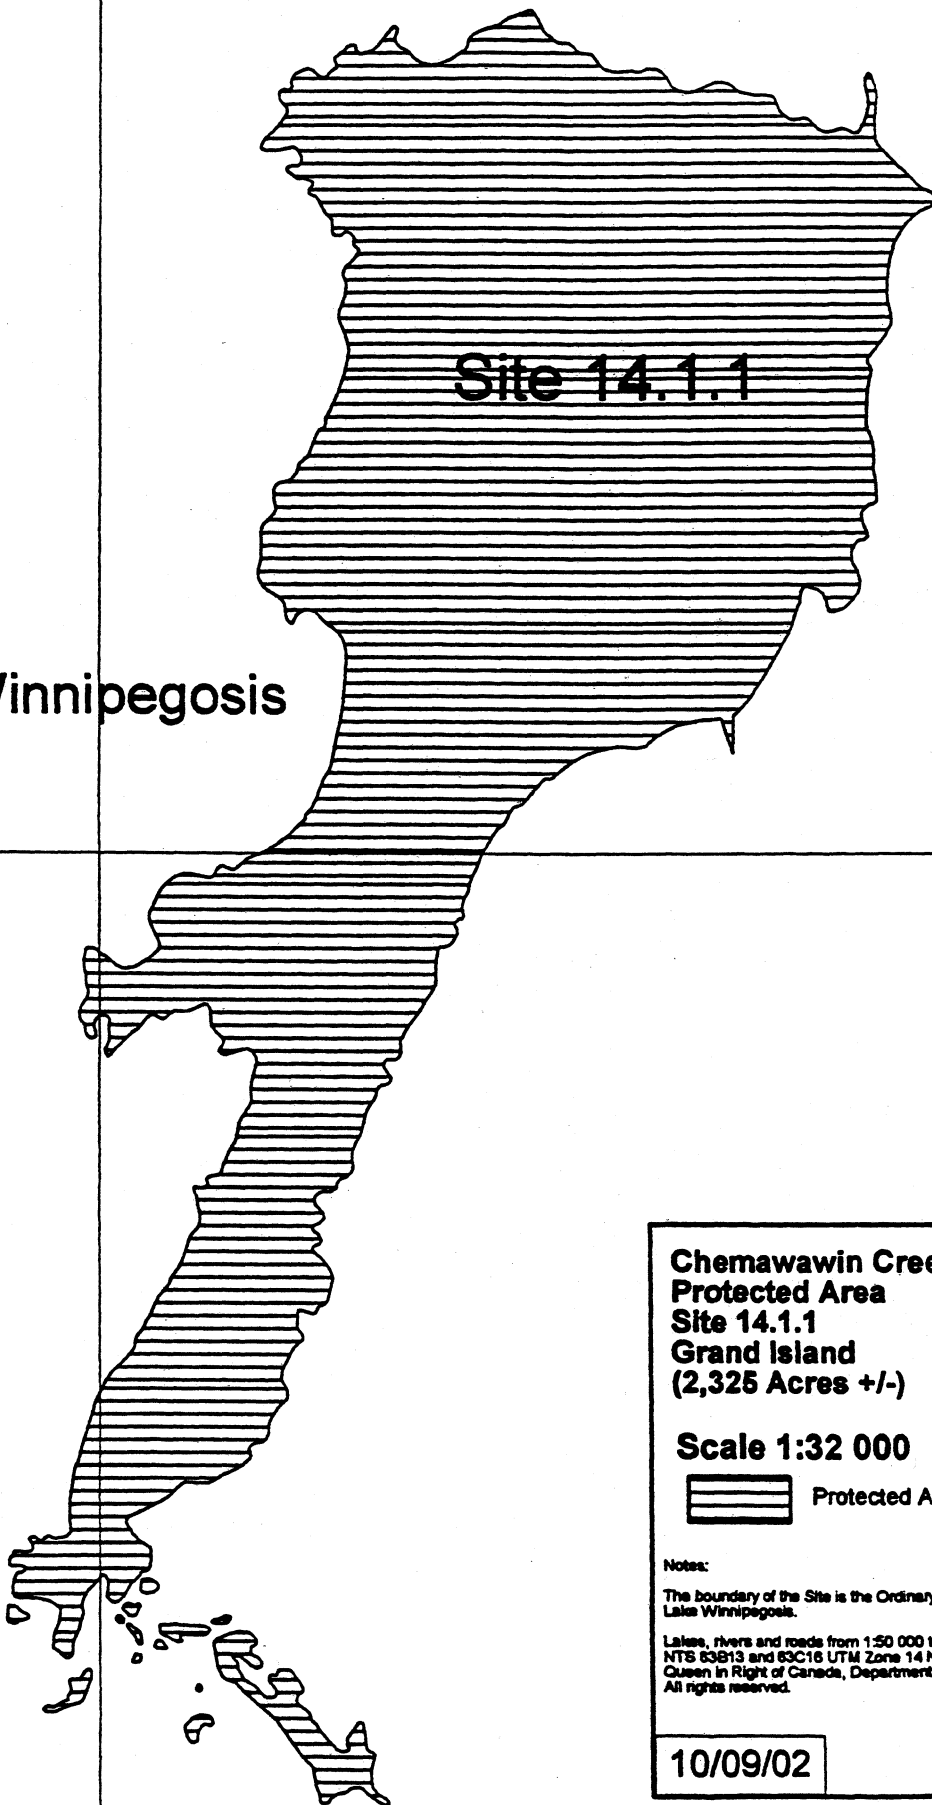 Site 14.1.1
Winnipegosis
Chemawawin Cree
Protected Area
Site 14.1.1
Grand Island
(2,325 Acres +/-)
Scale 1:32 000
Protected A
Notes:
The boundary of the Site is the Ordinary
Lake Winnipegosis.
Lakes, rivers and roads from 1:50 000 t
NTS 63B13 and 63C16 UTM Zone 14 N
Queen in Right of Canada, Department
All rights reserved.
10/09/02